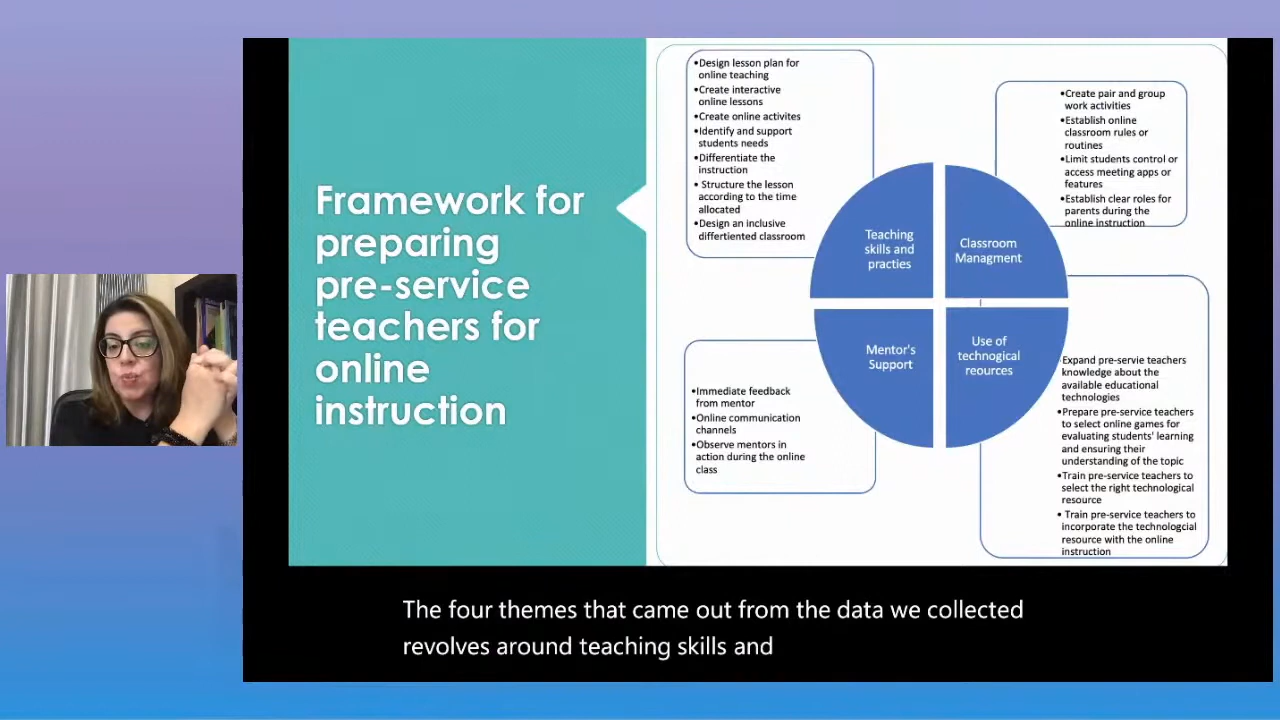 Framework for
preparing
pre-service
teachers for
online
instruction
•Design lesson plan for
online teaching
•Create interactive
online lessons
•Create online activites
•Identify and support
students needs
•Differentiate the
instruction
• Structure the lesson
according to the time
allocated
•Design an inclusive
differtiented classroom
•Create pair and group
work activities
•Establish online
classroom rules or
routines
•Limit students control or
access meeting apps or
features
•Establish clear roles for
parents during the
online instruction
Teaching
skills and
practies
Classroom
Managment
Mentor's
Support
Use of
technogical
reources
•Immediate feedback
from mentor
•Online communication
channels
•Observe mentors in
action during the online
class
Expand pre-servie teachers
knowledge about the
available educational
technologies
•Prepare pre-service teachers
to select online games for
evaluating students' learning
and ensuring their
understanding of the topic
•Train pre-service teachers to
select the right technological
resource
• Train pre-service teachers to
incorporate the technologcial
resource with the online
instruction
The four themes that came out from the data we collected
revolves around teaching skills and